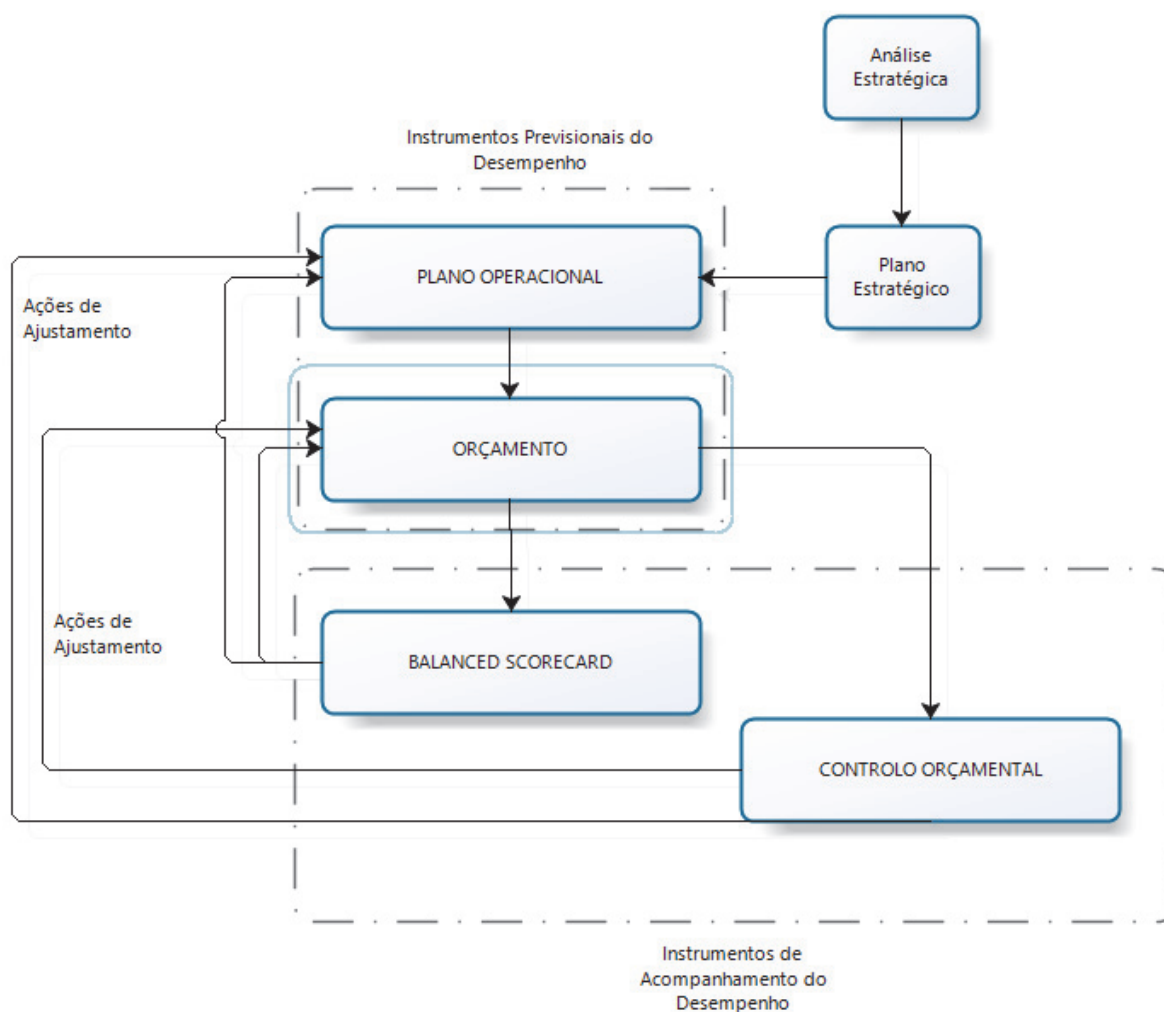 Análise
Estratégica
Instrumentos Previsionais do
Desempenho
PLANO OPERACIONAL
Plano
Estratégico
Ações de
Ajustamento
ORÇAMENTO
Ações de
Ajustamento
BALANCED SCORECARD
CONTROLO ORÇAMENTAL
Instrumentos de
Acompanhamento do
Desempenho